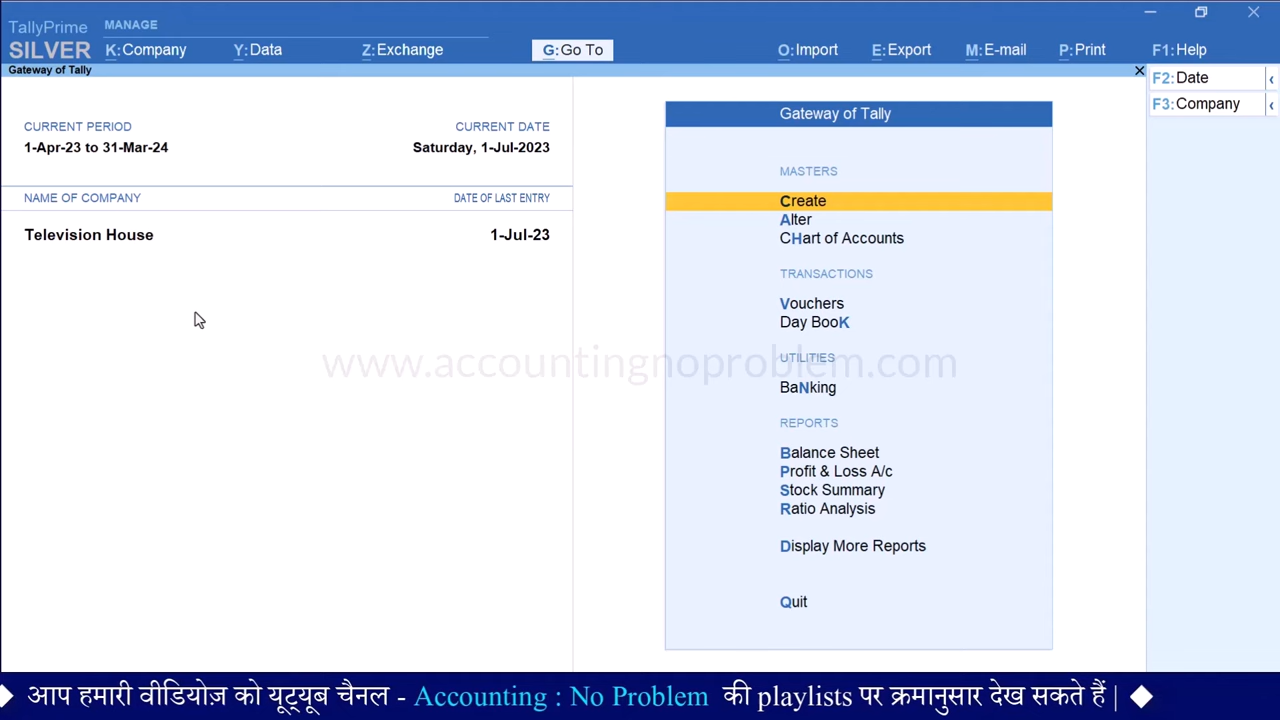 TallyPrime
MANAGE
SILVER
K:Company
Y:Data
Z:Exchange
G:Go To
O:Import
E:Export
M:E-mail
P:Print
F1:Help
Gateway of Tally
F2:Date
F3:Company
CURRENT PERIOD
CURRENT DATE
1-Apr-23 to 31-Mar-24
Saturday, 1-Jul-2023
NAME OF COMPANY
DATE OF LAST ENTRY
Television House
1-Jul-23
Gateway of Tally
MASTERS
Create
Alter
CHart of Accounts
TRANSACTIONS
Vouchers
Day BooK
UTILITIES
BaNking
REPORTS
Balance Sheet
Profit & Loss A/c
Stock Summary
Ratio Analysis
Display More Reports
Quit
www.accountingnoproblem.com
आप हमारी वीडियोज़ को यूट्यूब चैनल - Accounting : No Problem की playlists पर क्रमानुसार देख सकते हैं |